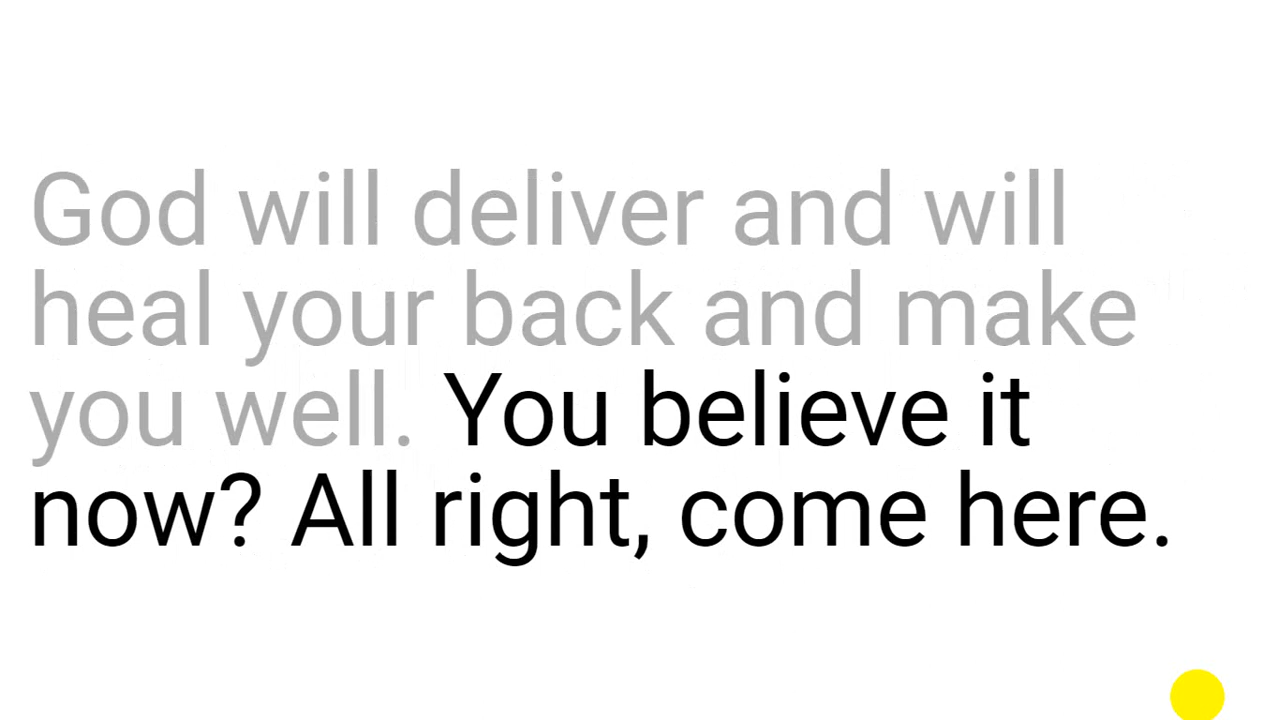 God will deliver and will
heal your back and make
you well. You believe it
now? All right, come here.